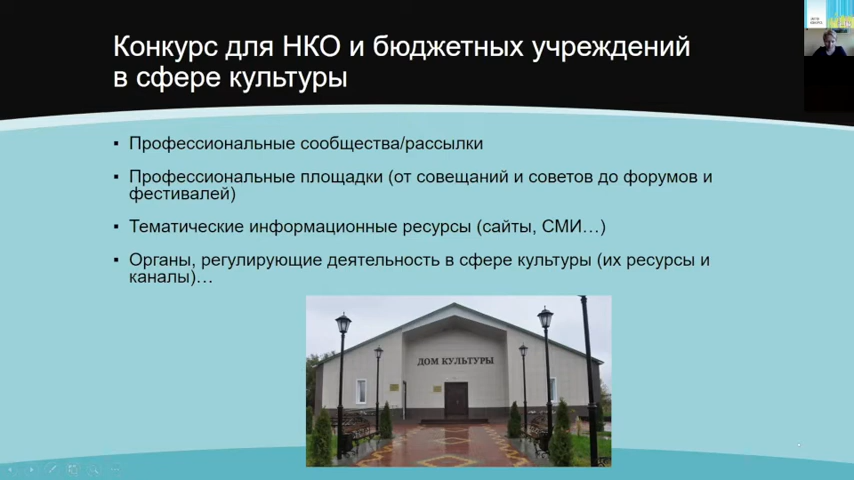 Конкурс для НКО и бюджетных учреждений
в сфере культуры
▪ Профессиональные сообщества/рассылки
▪ Профессиональные площадки (от совещаний и советов до форумов и
фестивалей)
▪ Тематические информационные ресурсы (сайты, СМИ…)
▪ Органы, регулирующие деятельность в сфере культуры (их ресурсы и
каналы)…
ДОМ КУЛЬТУРЫ